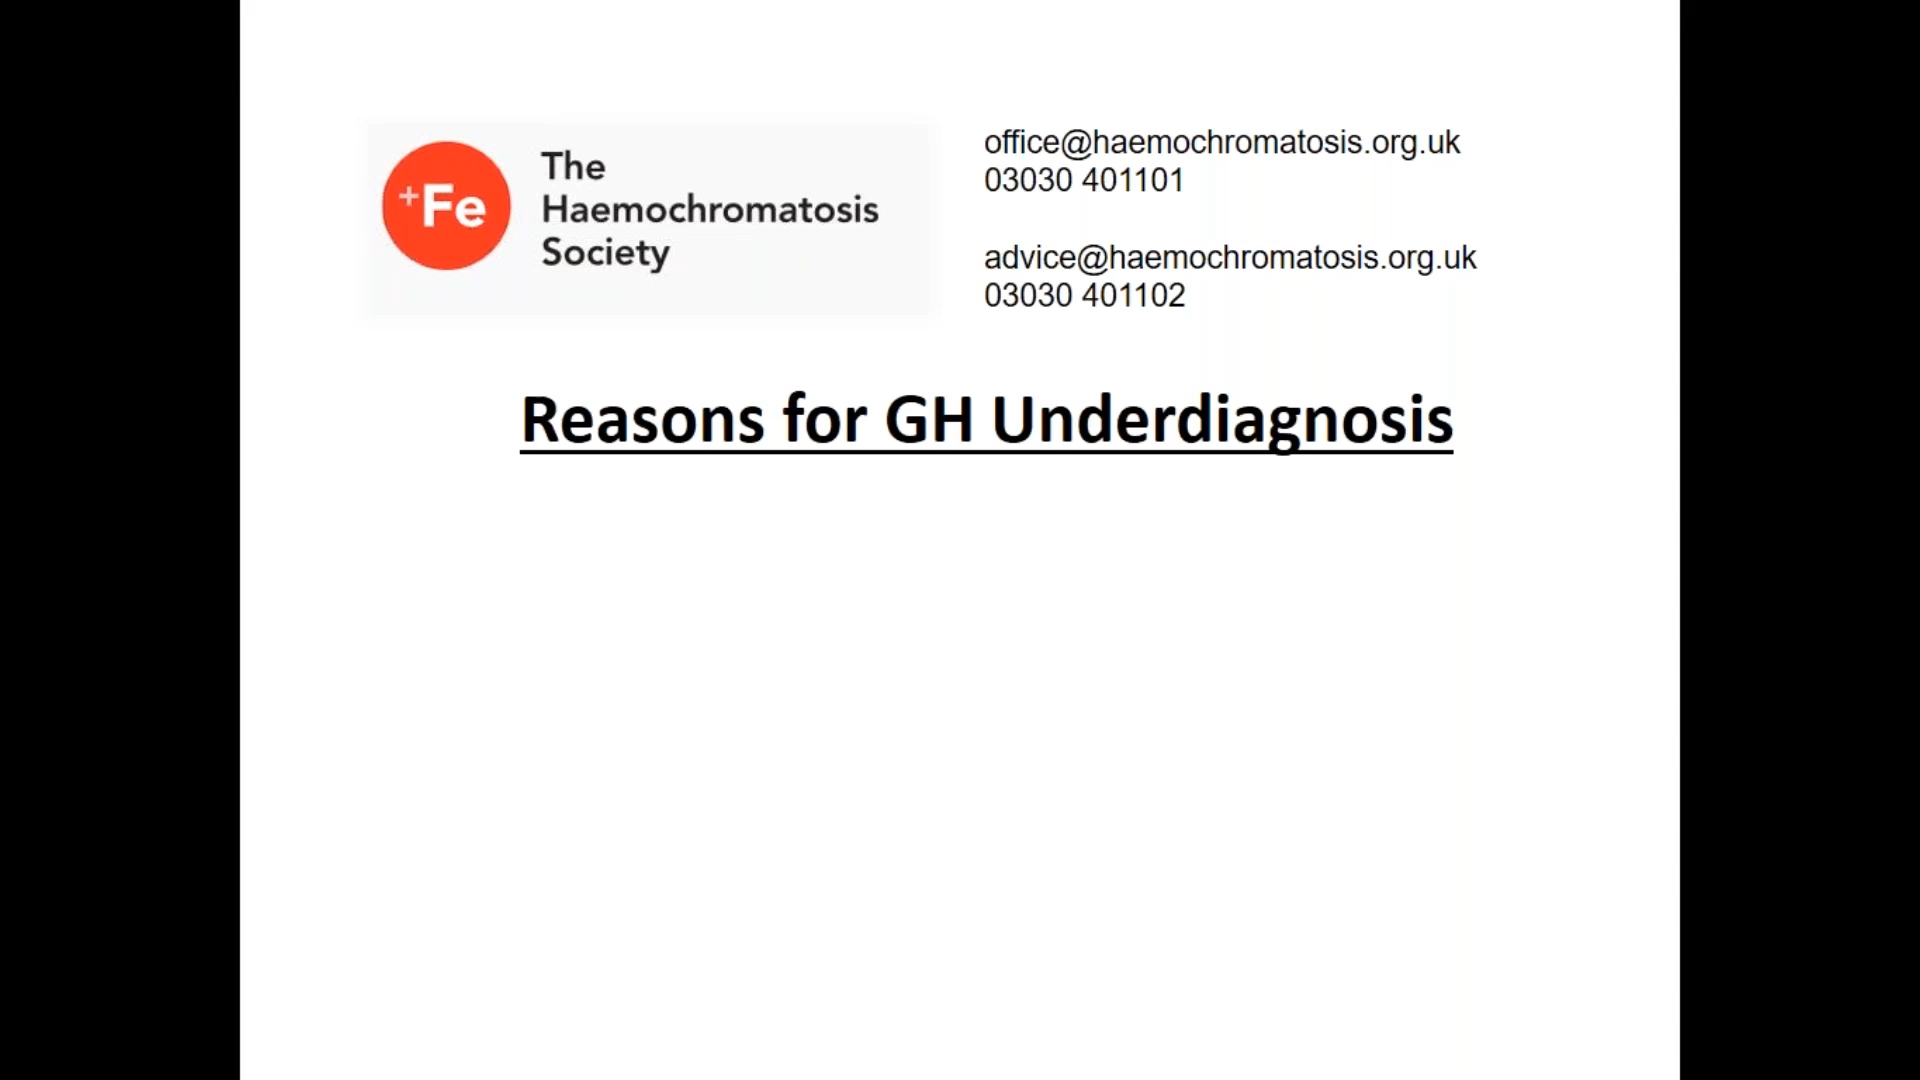 +Fe
The
Haemochromatosis
Society
office@haemochromatosis.org.uk
03030 401101
advice@haemochromatosis.org.uk
03030 401102
Reasons for GH Underdiagnosis